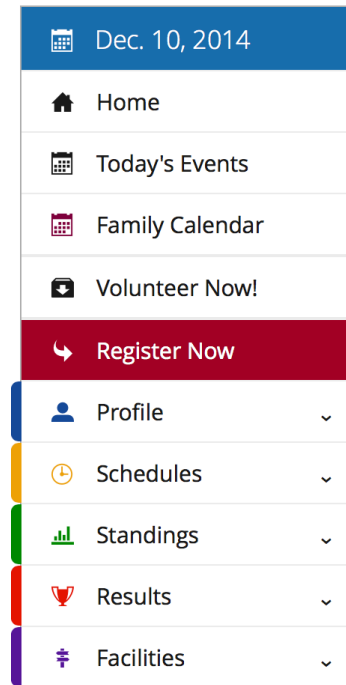 Dec. 10, 2014
Home
Today's Events
Family Calendar
Volunteer Now!
Register Now
Profile
Schedules
Standings
Results
Facilities